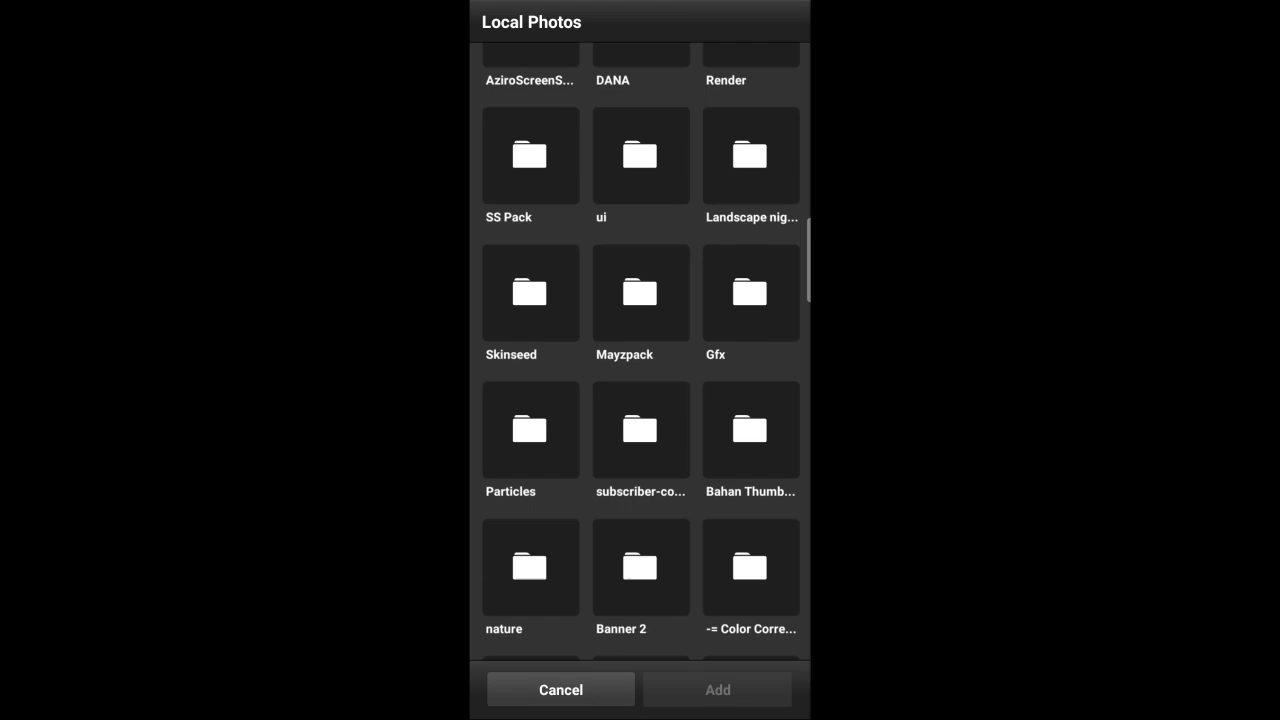 Local Photos
AziroScreenS... DANA Render
SS Pack ui Landscape nig...
Skinseed Mayzpack Gfx
Particles subscriber-co... Bahan Thumb...
nature Banner 2 -= Color Corre...
Cancel Add